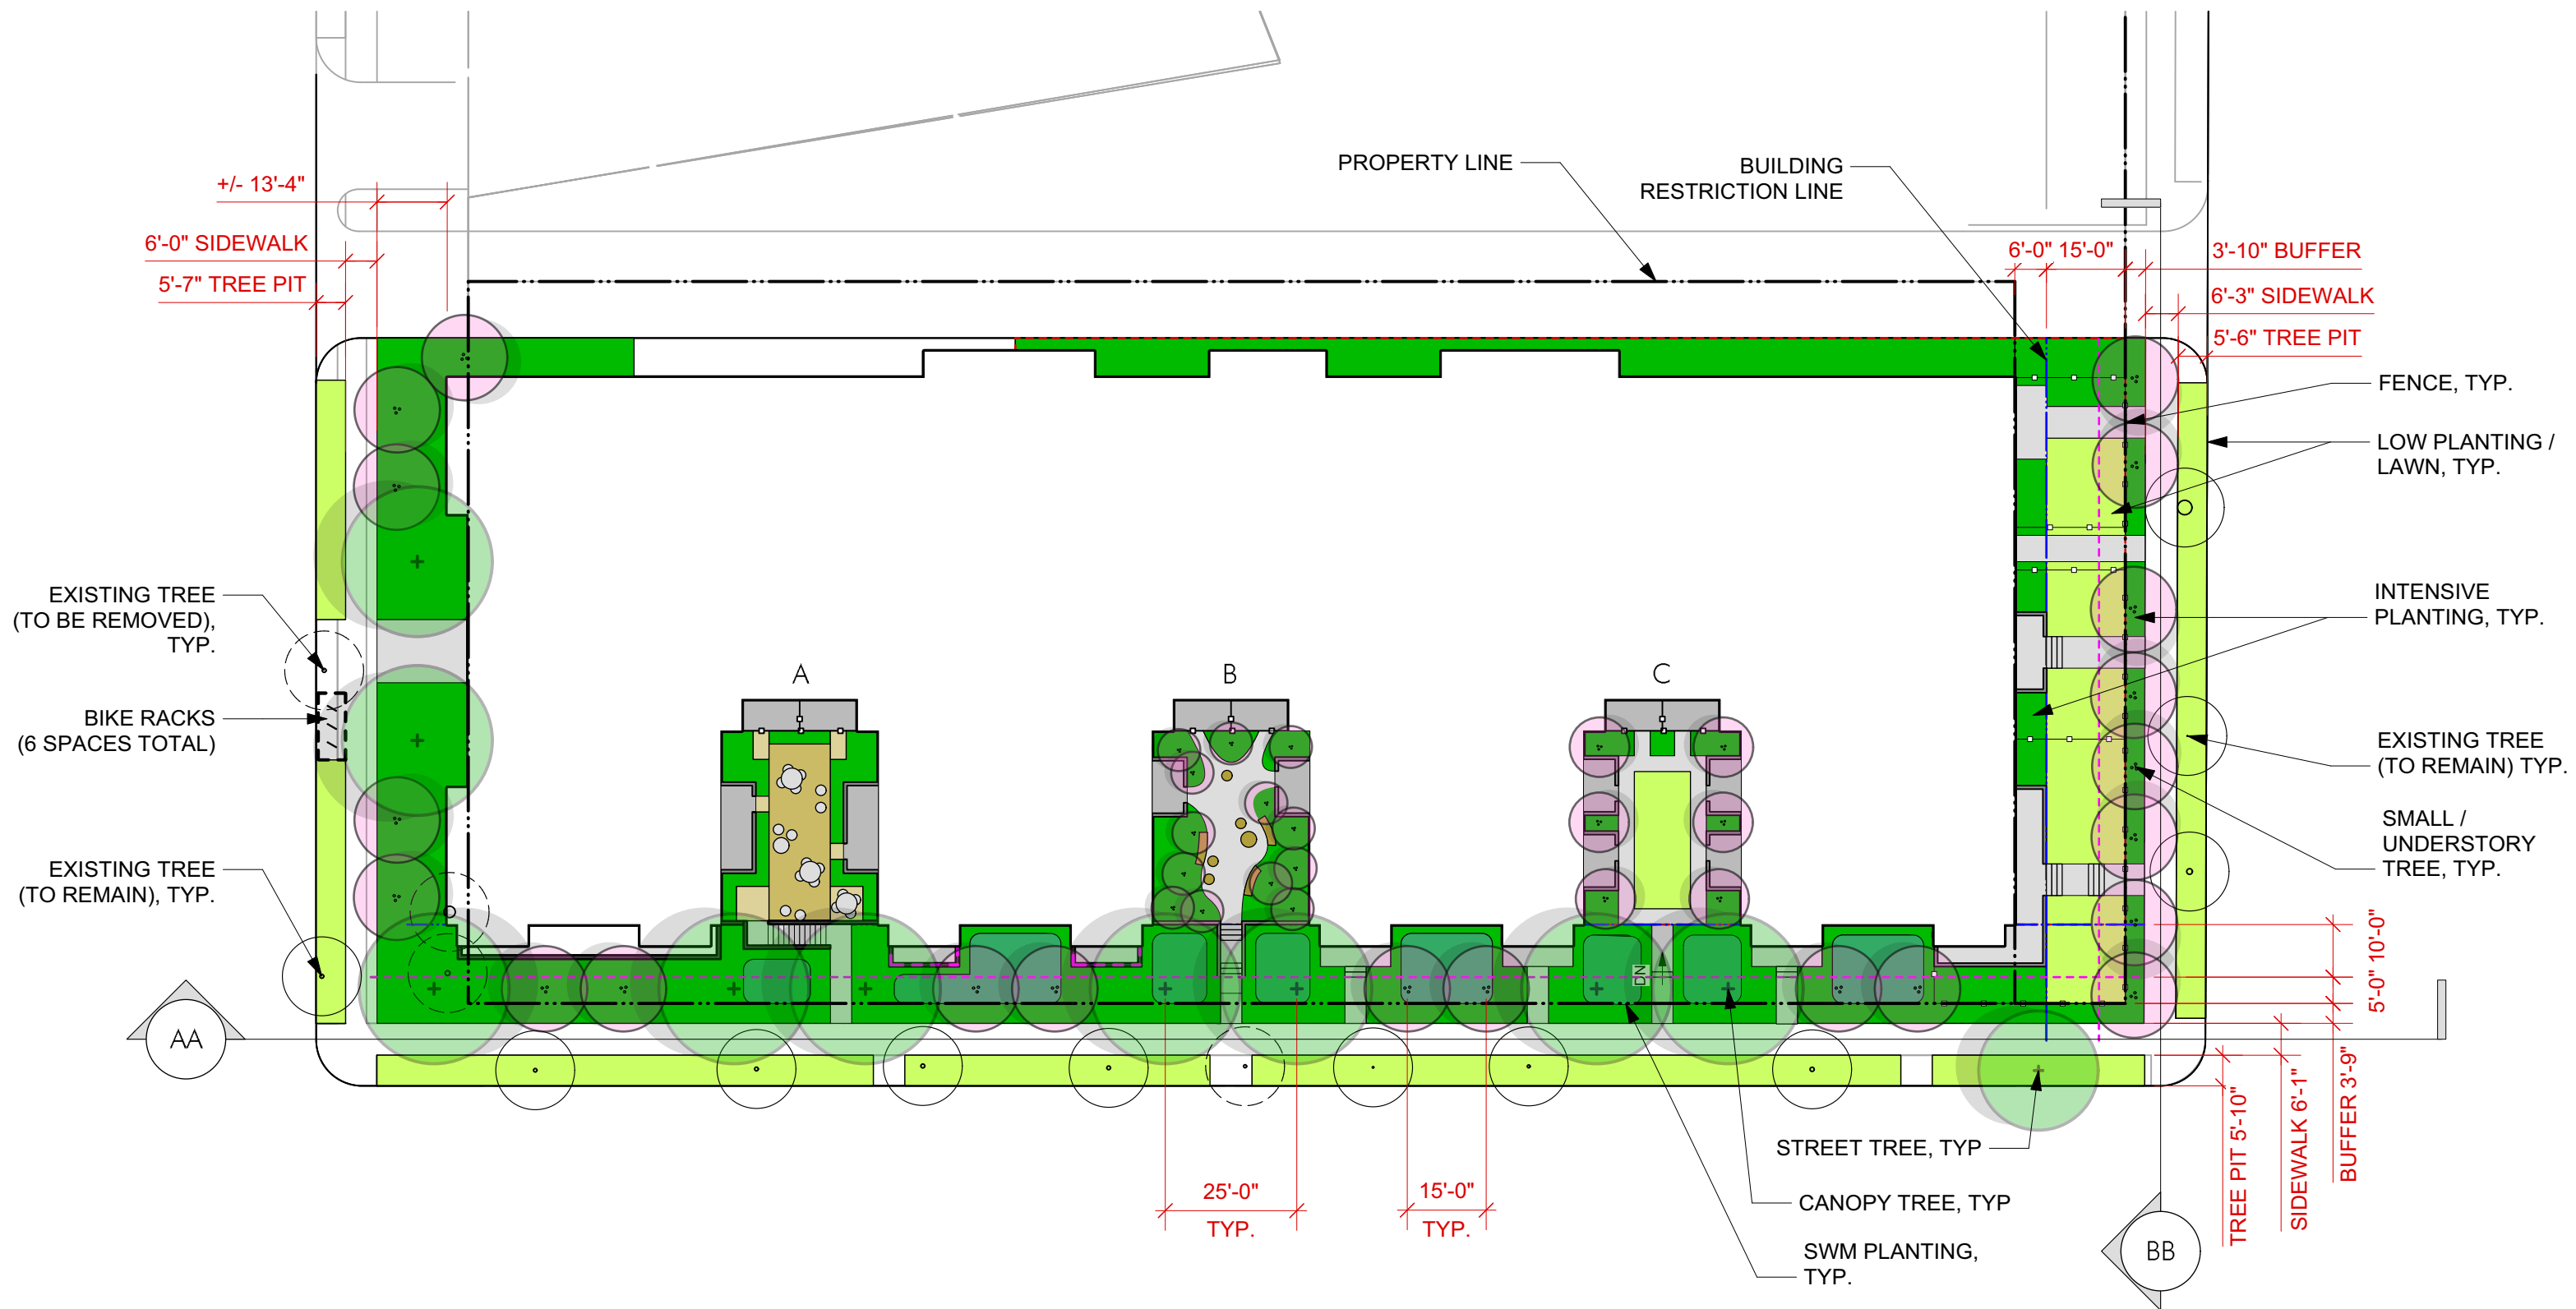 PROPERTY LINE
BUILDING
RESTRICTION LINE
+/- 13'-4"
6'-0" SIDEWALK
5'-7" TREE PIT
6'-0" 15'-0"
3'-10" BUFFER
6'-3" SIDEWALK
5'-6" TREE PIT
FENCE, TYP.
LOW PLANTING /
LAWN, TYP.
INTENSIVE
PLANTING, TYP.
EXISTING TREE
(TO REMAIN) TYP.
SMALL /
UNDERSTORY
TREE, TYP.
EXISTING TREE
(TO BE REMOVED),
TYP.
BIKE RACKS
(6 SPACES TOTAL)
EXISTING TREE
(TO REMAIN), TYP.
A
B
C
DN
AA
5'-0" 10'-0"
BUFFER 3'-9"
SIDEWALK 6'-1"
TREE PIT 5'-10"
STREET TREE, TYP
CANOPY TREE, TYP
SWM PLANTING,
TYP.
25'-0"
TYP.
15'-0"
TYP.
BB